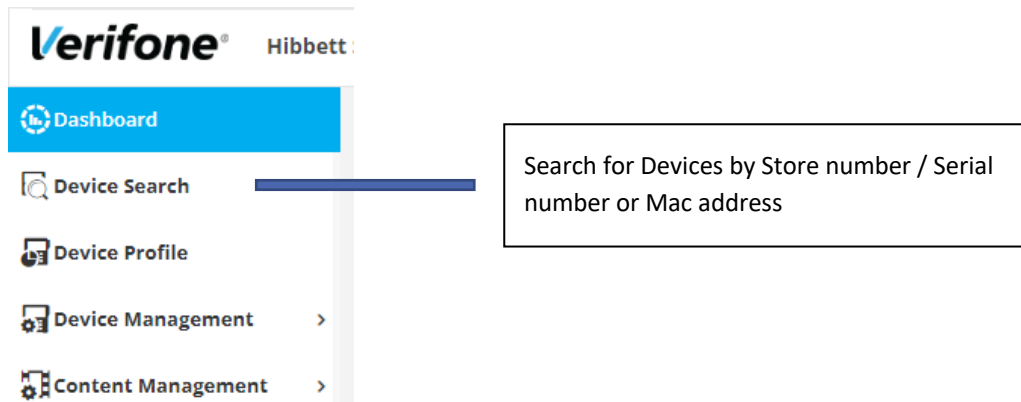 Verifone® Hibbett
Dashboard
Device Search
Search for Devices by Store number / Serial
number or Mac address
Device Profile
Device Management
Content Management